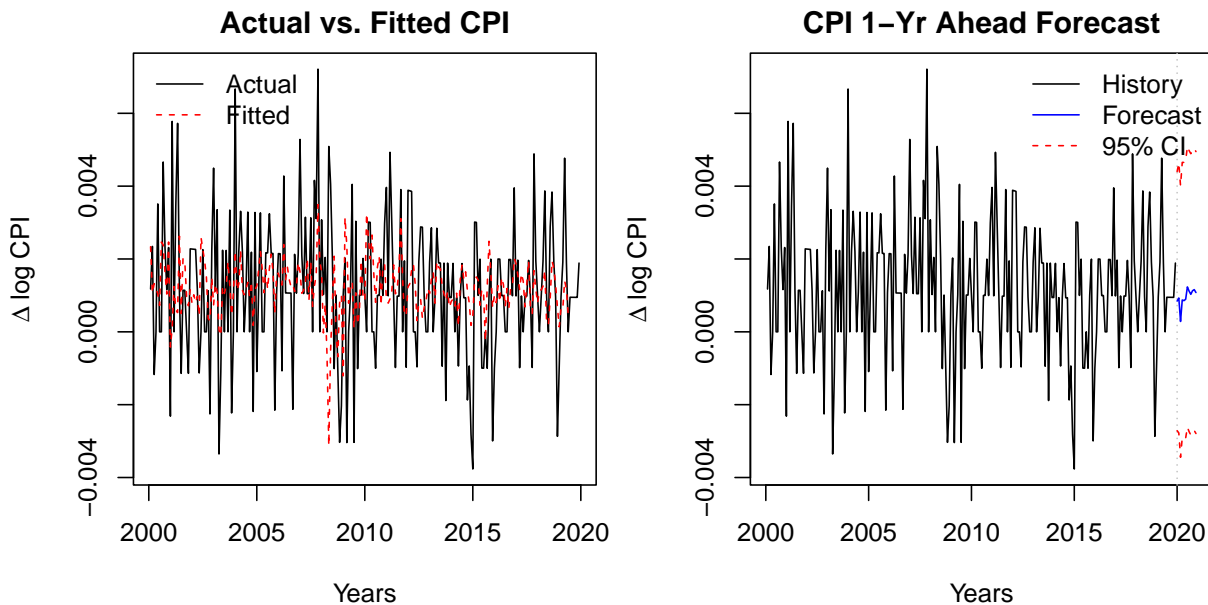 Actual vs. Fitted CPI
Actual
Fitted
Δ log CPI
0.004
0.000
−0.004
2000 2005 2010 2015 2020
Years
CPI 1−Yr Ahead Forecast
History
Forecast
95% CI
Δ log CPI
0.004
0.000
−0.004
2000 2005 2010 2015 2020
Years